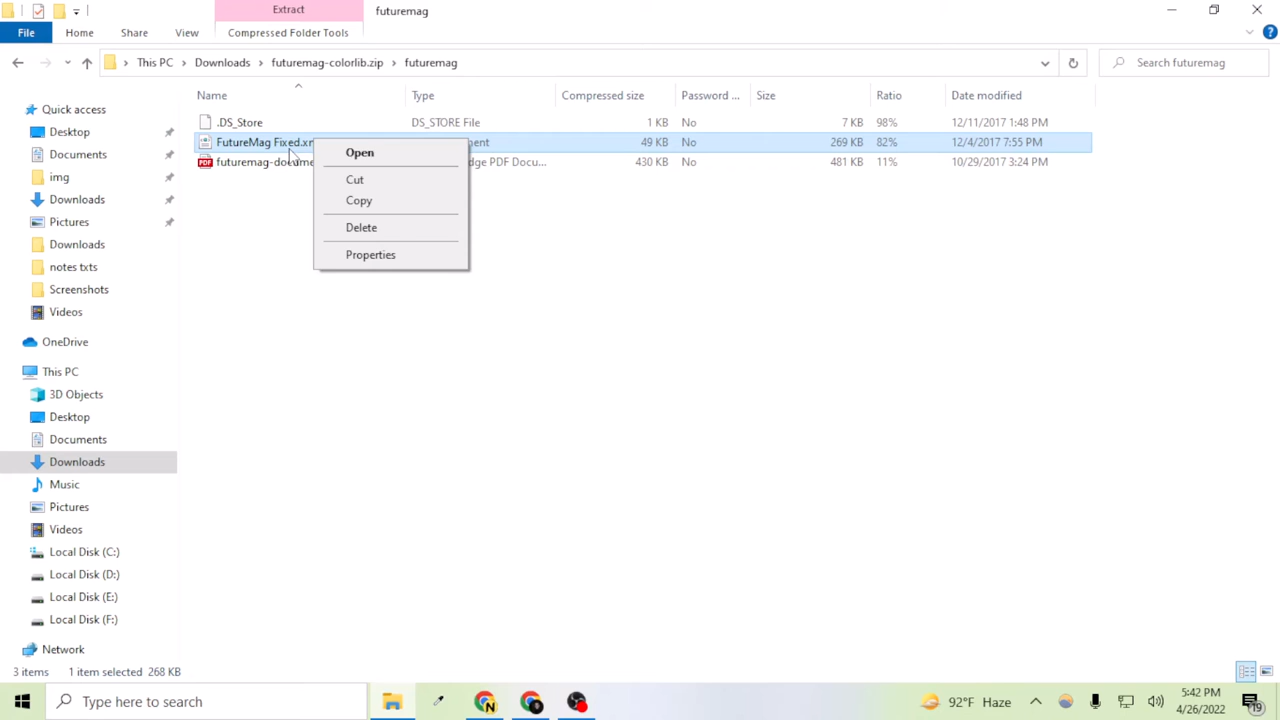 Extract
futuremag
File
Home
Share
View
Compressed Folder Tools
This PC
Downloads
futuremag-colorlib.zip
futuremag
Search futuremag
Name
Type
Compressed size
Password ...
Size
Ratio
Date modified
.DS_Store
DS_STORE File
1 KB
No
7 KB
98%
12/11/2017 1:48 PM
FutureMag Fixed.xm
ment
49 KB
No
269 KB
82%
12/4/2017 7:55 PM
futuremag-docume
dge PDF Docu...
430 KB
No
481 KB
11%
10/29/2017 3:24 PM
Open
Cut
Copy
Delete
Properties
Quick access
Desktop
Documents
img
Downloads
Pictures
Downloads
notes txts
Screenshots
Videos
OneDrive
This PC
3D Objects
Desktop
Documents
Downloads
Music
Pictures
Videos
Local Disk (C:)
Local Disk (D:)
Local Disk (E:)
Local Disk (F:)
Network
3 items
1 item selected 268 KB
Type here to search
92°F Haze
5:42 PM
4/26/2022
19